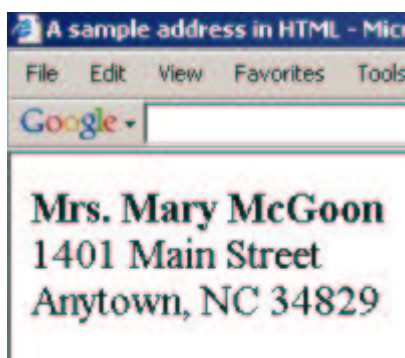 A sample address in HTML - Micr
File Edit View Favorites Tools
Google
Mrs. Mary McGoon
1401 Main Street
Anytown, NC 34829